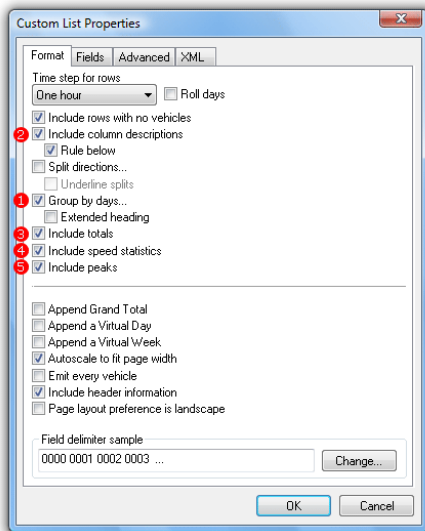 Custom List Properties
Format Fields Advanced XML
Time step for rows
One hour Roll days
Include rows with no vehicles
2 Include column descriptions
Rule below
Split directions...
Underline splits
1 Group by days...
Extended heading
3 Include totals
4 Include speed statistics
5 Include peaks
Append Grand Total
Append a Virtual Day
Append a Virtual Week
Autoscale to fit page width
Emit every vehicle
Include header information
Page layout preference is landscape
Field delimiter sample
0000 0001 0002 0003 ...
Change...
OK Cancel